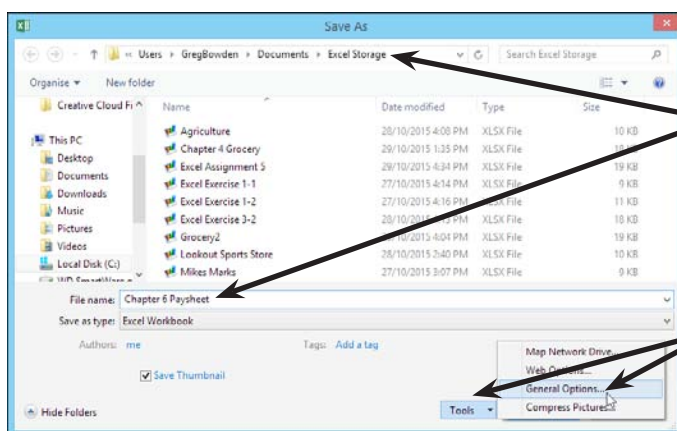 Save As
« Users › GregBowden › Documents › Excel Storage
Search Excel Storage
Organise
New folder
Creative Cloud Fi
Name
Date modified
Type
Size
This PC
Desktop
Documents
Downloads
Music
Pictures
Videos
Local Disk (C:)
Agriculture 28/10/2015 4:08 PM XLSX File 10 KB
Chapter 4 Grocery 29/10/2015 1:35 PM XLSX File KB
Excel Assignment 5 29/10/2015 4:34 PM XLSX File 19 KB
Excel Exercise 1-1 27/10/2015 4:14 PM XLSX File 9 KB
Excel Exercise 1-2 27/10/2015 4:16 PM XLSX File 11 KB
Excel Exercise 3-2 PM XLSX File 18 KB
Grocery2 4:04 PM XLSX File 19 KB
Lookout Sports Store 28/10/2015 2:40 PM XLSX File 10 KB
Mikes Marks 27/10/2015 3:07 PM XLSX File 9 KB
File name: Chapter 6 Paysheet
Save as type: Excel Workbook
Authors: me
Tags: Add a tag
Save Thumbnail
Map Network Drive...
Web Options...
General Options...
Compress Pictures
Hide Folders
Tools